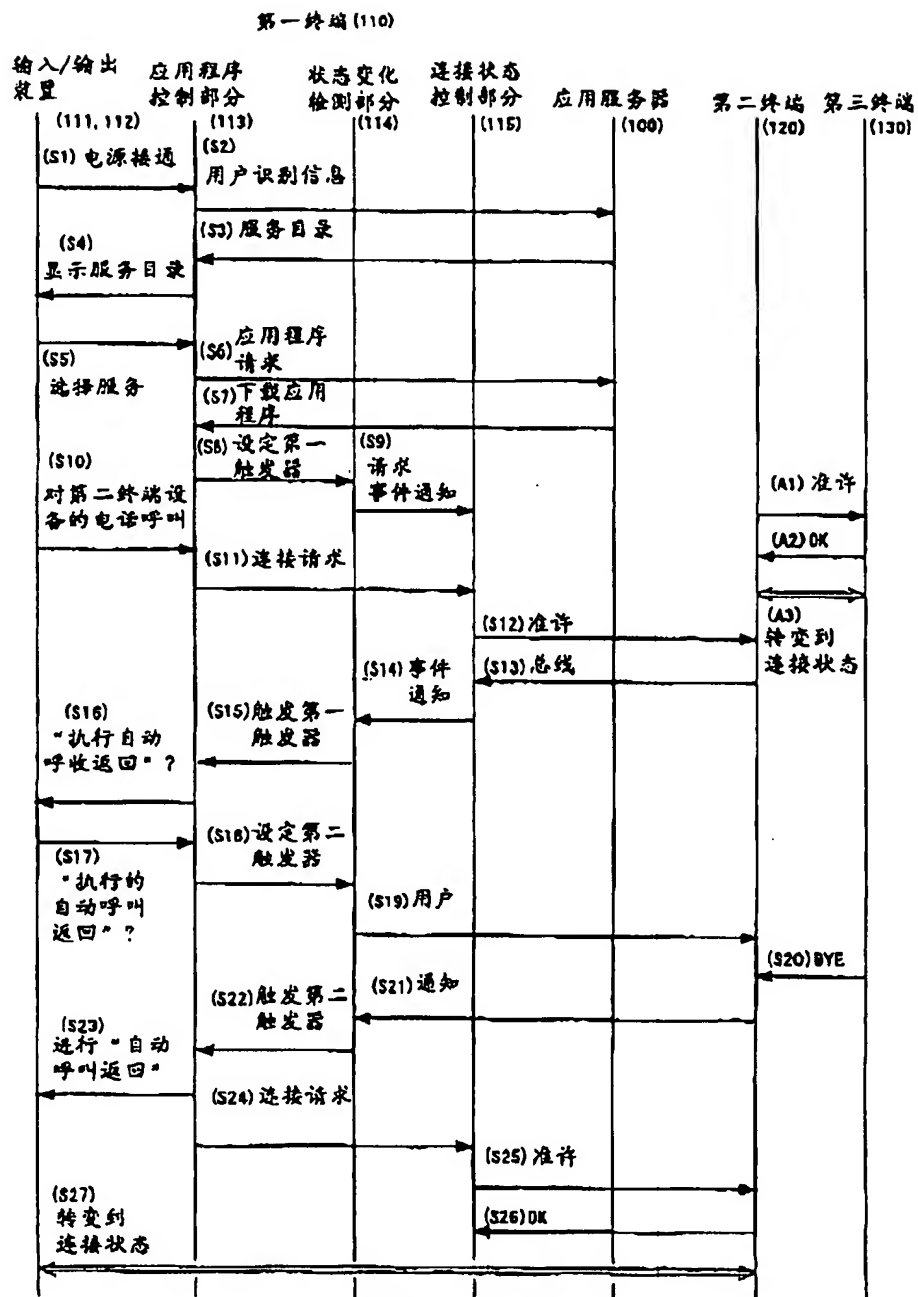 第一终端(110)
输入/输出
装置
应用程序
控制部分
状态变化
检测部分
连接状态
控制部分
应用服务器
第二终端
第三终端
(111, 112)
(113)
(114)
(115)
(100)
(120)
(130)
(S1) 电源接通
(S2)
用户识别信息
(S3) 服务目录
(S4)
显示服务目录
(S5)
选择服务
(S6) 应用程序
请求
(S7) 下载应用
程序
(S8) 设定第一
触发器
(S9)
请求
事件通知
(S10)
对第二终端设
备的电话呼叫
(A1) 准许
(A2) OK
(S11) 连接请求
(A3)
转变到
连接状态
(S12) 准许
(S13) 总线
(S14) 事件
通知
(S15) 触发第一
触发器
(S16)
“执行自动
呼收返回”?
(S17)
“执行的
自动呼叫
返回”?
(S18) 设定第二
触发器
(S19) 用户
(S20) BYE
(S21) 通知
(S22) 触发第二
触发器
(S23)
进行“自动
呼叫返回”
(S24) 连接请求
(S25) 准许
(S26) OK
(S27)
转变到
连接状态